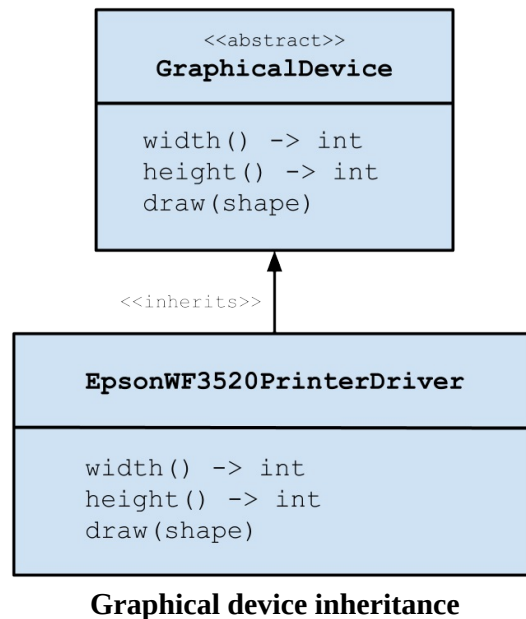 <<abstract>>
GraphicalDevice
width() -> int
height() -> int
draw(shape)
<<inherits>>
EpsonWF3520PrinterDriver
width() -> int
height() -> int
draw(shape)
Graphical device inheritance